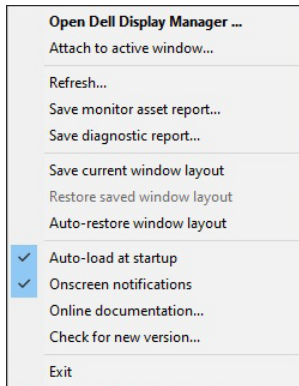 Open Dell Display Manager ...
Attach to active window...
Refresh...
Save monitor asset report...
Save diagnostic report...
Save current window layout
Restore saved window layout
Auto-restore window layout
Auto-load at startup
Onscreen notifications
Online documentation...
Check for new version...
Exit